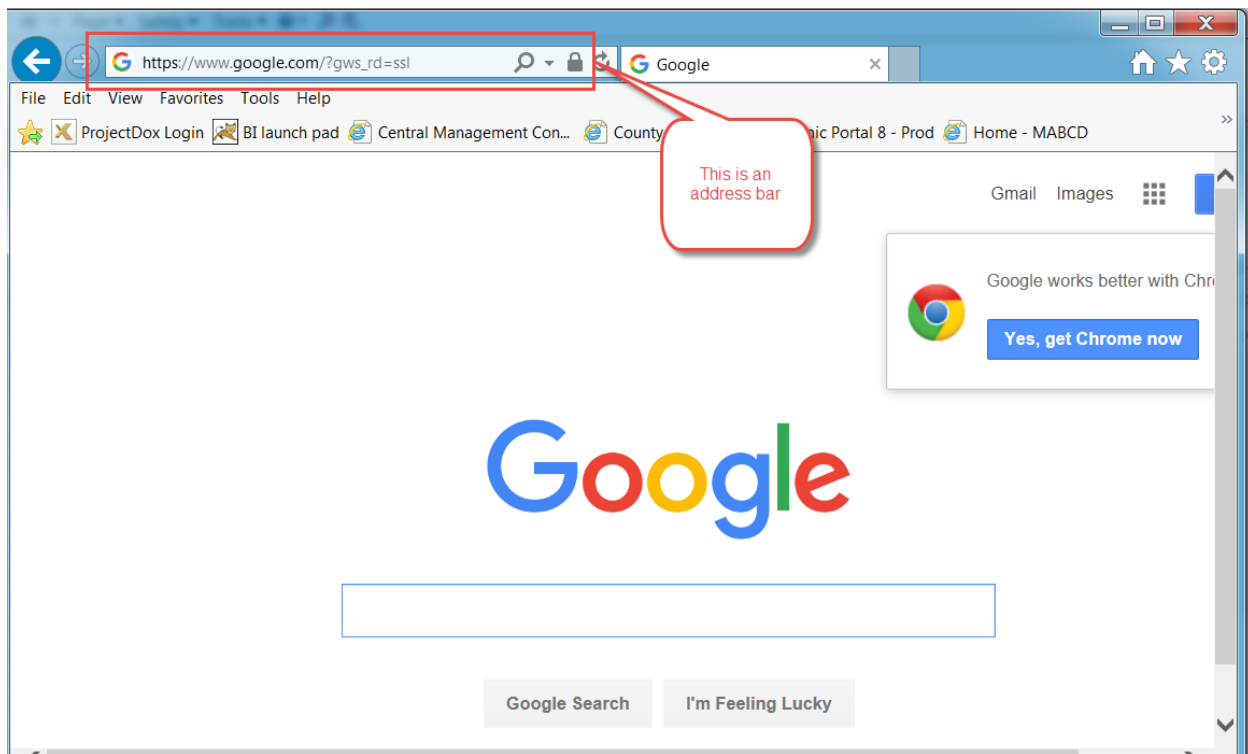 https://www.google.com/?gws_rd=ssl
Google
File Edit View Favorites Tools Help
ProjectDox Login BI launch pad Central Management Con... County Portal 8 - Prod Home - MABCD
This is an
address bar
Gmail Images
Google works better with
Yes, get Chrome now
Google
Google Search I'm Feeling Lucky